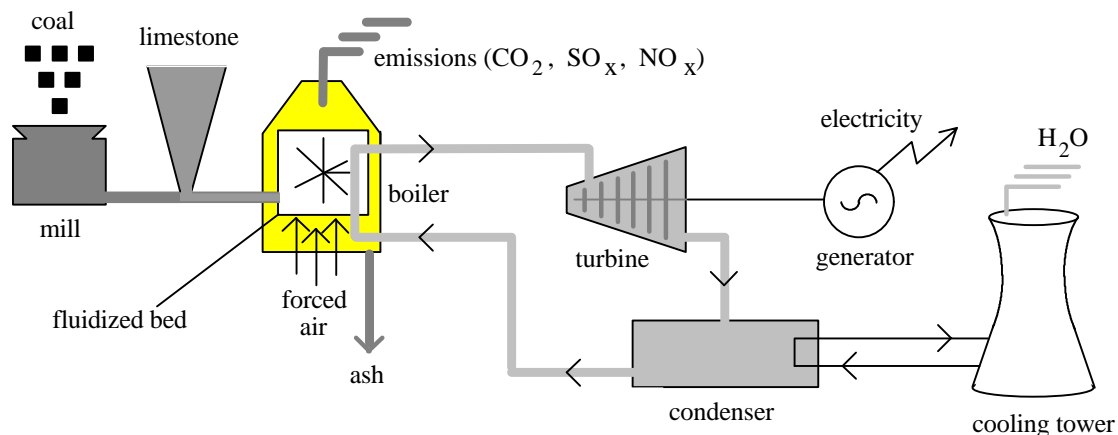 coal
limestone
emissions (CO2 , SOx , NOx)
electricity
H2O
boiler
mill
turbine
generator
forced
air
fluidized bed
ash
condenser
cooling tower